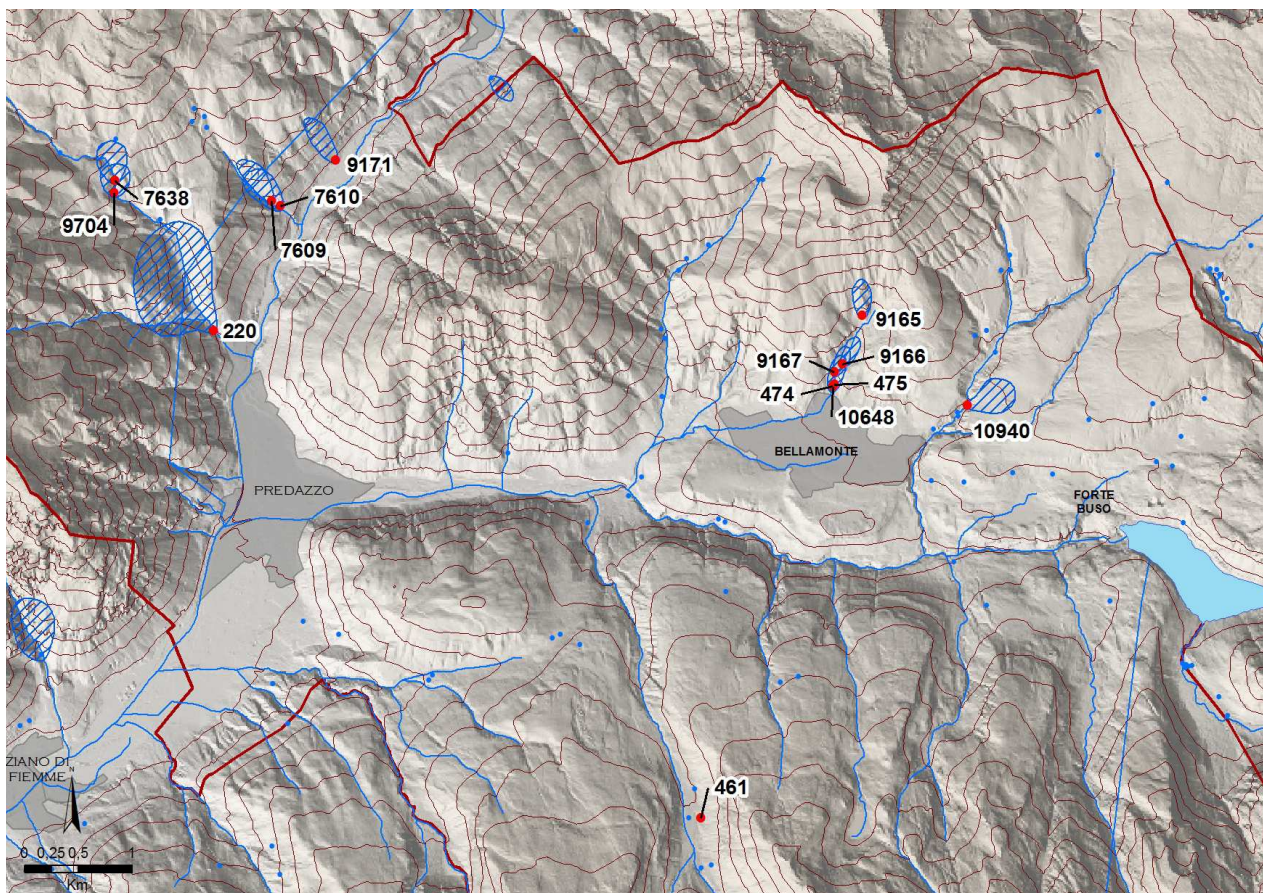 9171
7638
7610
9704
7609
220
9165
9167
9166
474
475
10648
10940
BELLAMONTE
PREDAZZO
FORTE
BUSO
ZIANO DI
FIEMME
N
461
0 0,25 0,5 1
Km